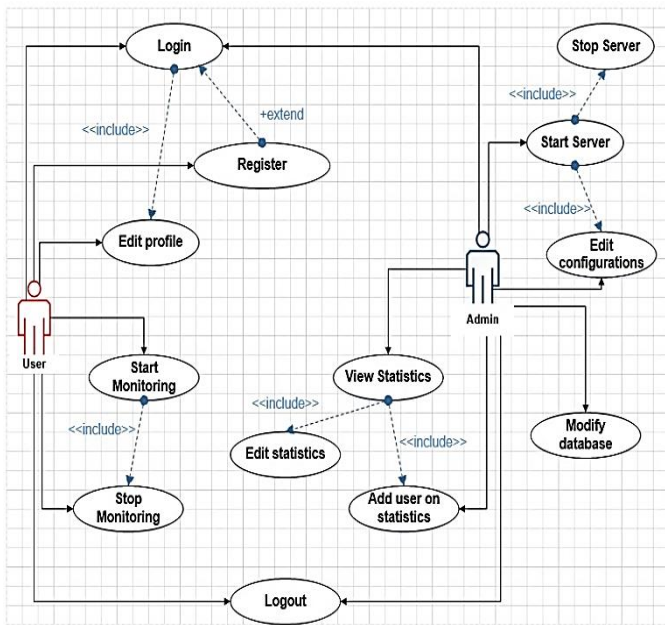 Login
Stop Server
<<include>>
+extend
<<include>>
Start Server
Register
<<include>>
Edit profile
Edit
configurations
User
Admin
Start
Monitoring
View Statistics
<<include>>
<<include>>
<<include>>
Modify
database
Edit statistics
Stop
Monitoring
Add user on
statistics
Logout